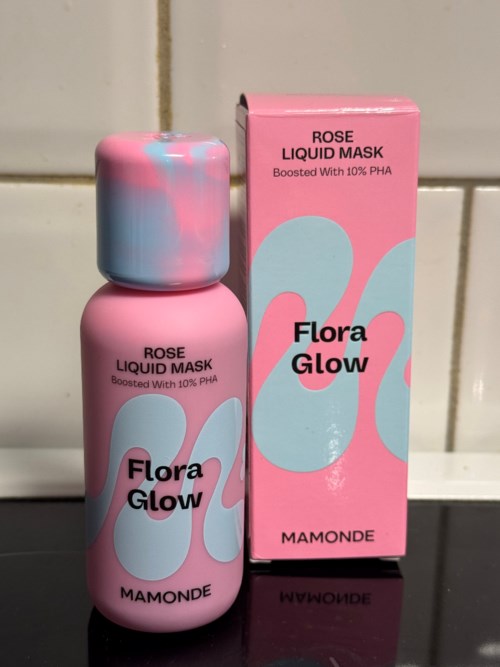 ROSE
LIQUID MASK
Boosted With 10% PHA
Flora
Glow
MAMONDE
ROSE
LIQUID MASK
Boosted With 10% PHA
Flora
Glow
MAMONDE